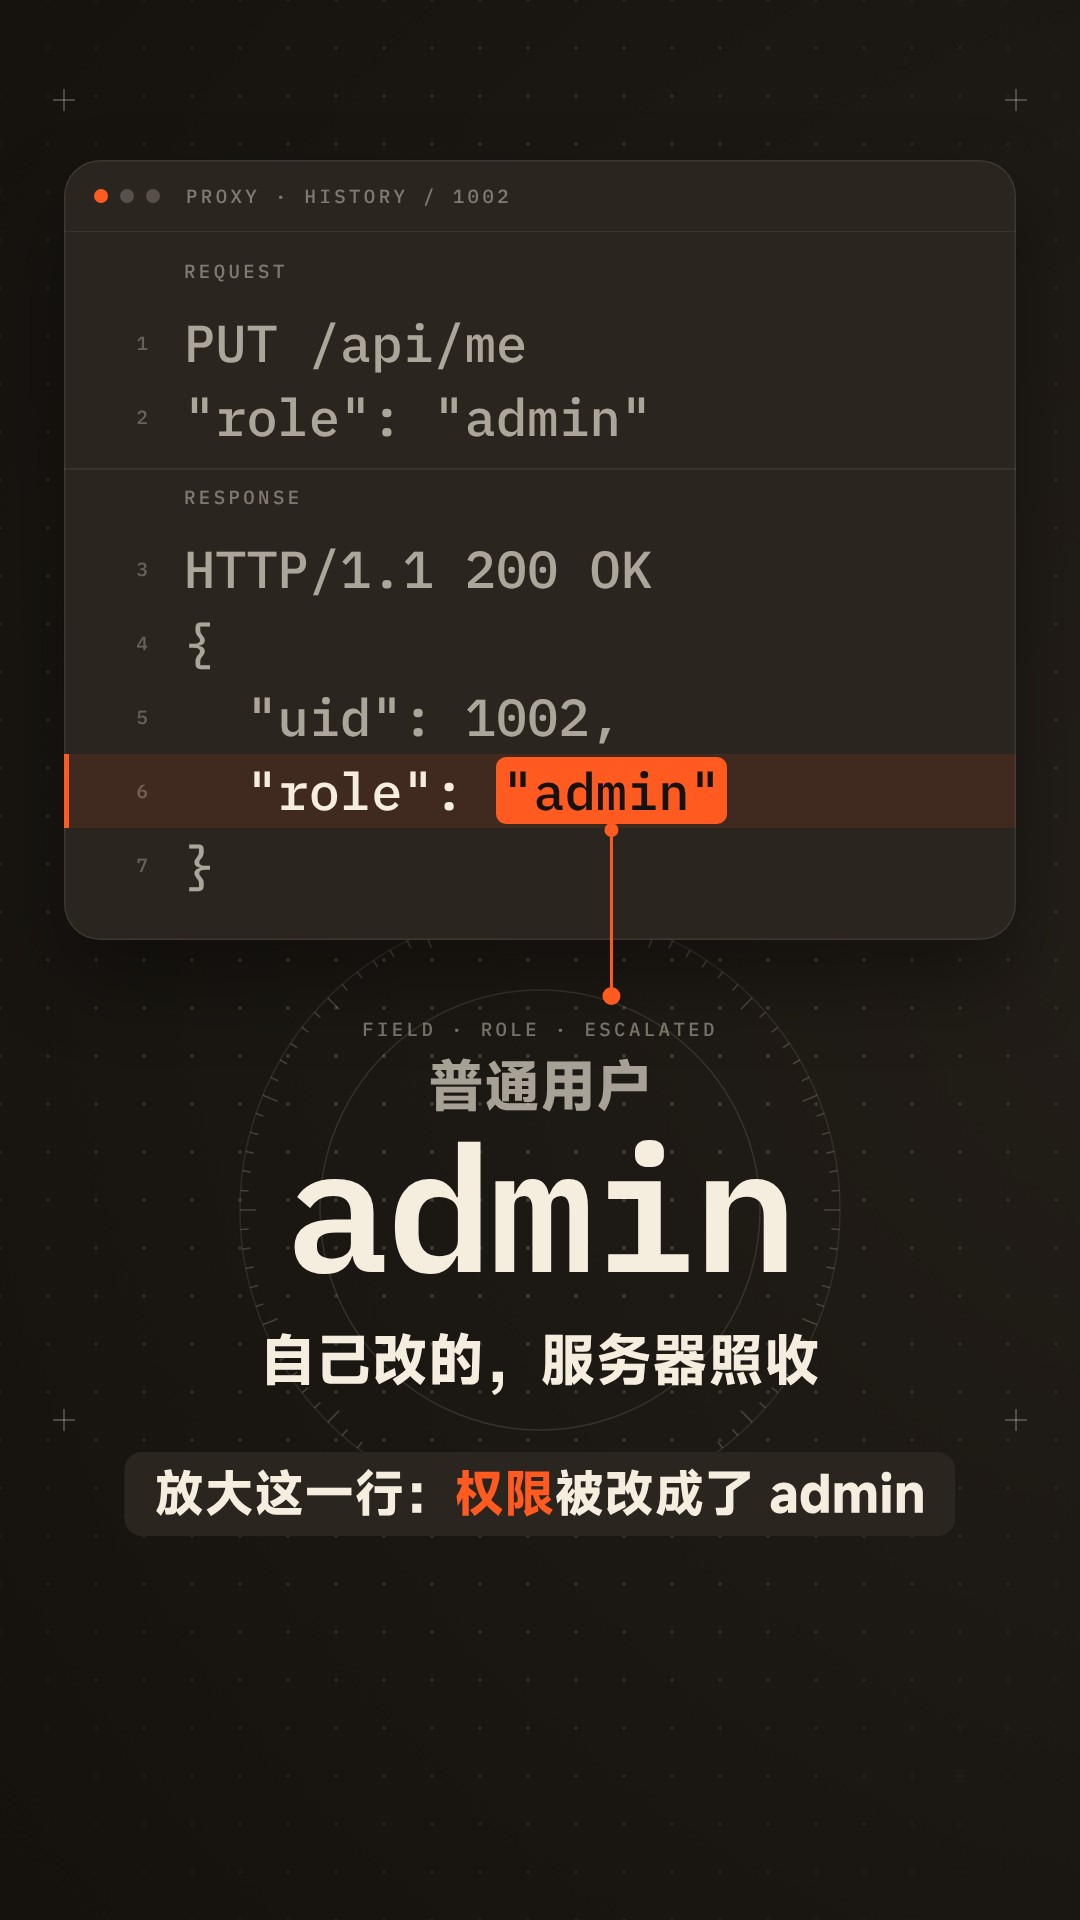 PROXY · HISTORY / 1002
REQUEST
1 PUT /api/me
2 "role": "admin"
RESPONSE
3 HTTP/1.1 200 OK
4 {
5 "uid": 1002,
6 "role": "admin"
7 }
FIELD · ROLE · ESCALATED
普通用户
admin
自己改的，服务器照收
放大这一行：权限被改成了 admin